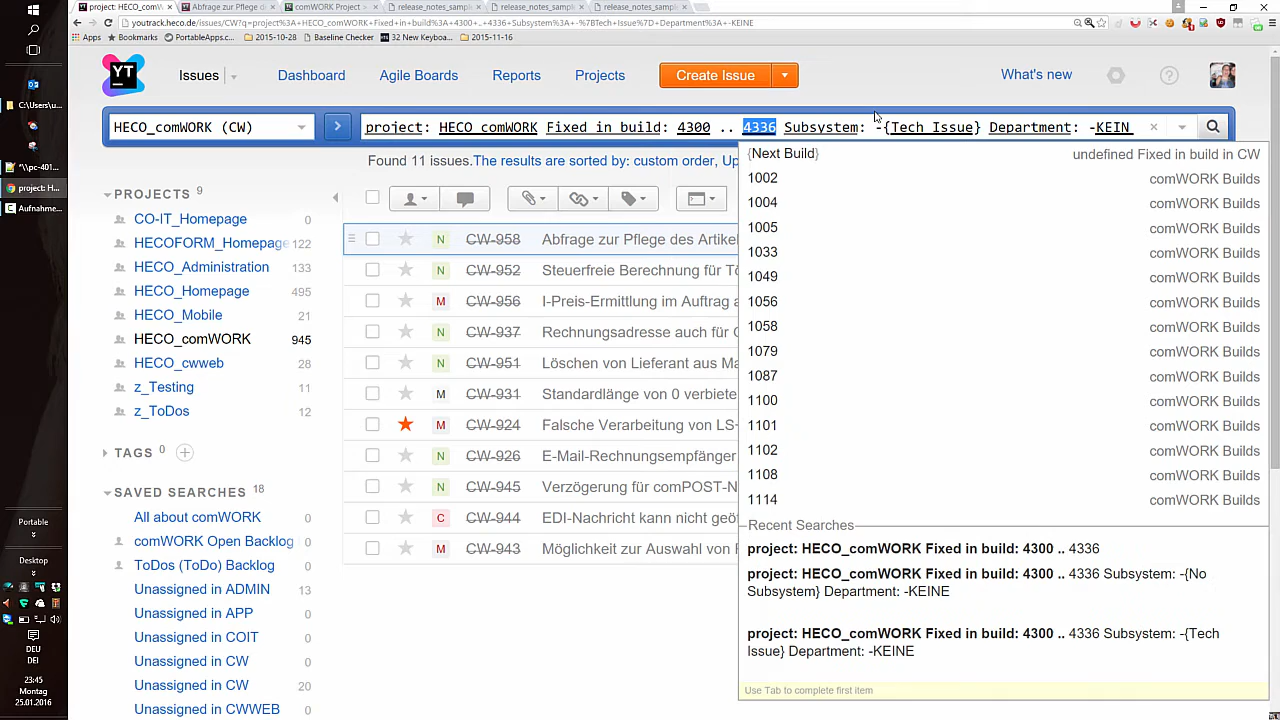 project: HECO_comW
Abfrage zur Pflege des
comWORK Project
release_notes_sampl
release_notes_sampl
release_notes_sampl
youtrack.heco.de/issues/CW?q=project%3A+HECO_comWORK+Fixed+in+build%3A+4300+..+4336+Subsystem%3A+-%7BTech+Issue%7D+Department%3A+-KEINE
Apps
Bookmarks
PortableApps.c...
2015-10-28
Baseline Checker
32 New Keyboa...
2015-11-16
YT
Issues
Dashboard
Agile Boards
Reports
Projects
Create Issue
What's new
HECO_comWORK (CW)
project: HECO_comWORK Fixed in build: 4300 .. 4336 Subsystem: -{Tech Issue} Department: -KEIN
Found 11 issues. The results are sorted by: custom order, Up
PROJECTS 9
CO-IT_Homepage 0
HECOFORM_Homepage 122
HECO_Administration 133
HECO_Homepage 495
HECO_Mobile 21
HECO_comWORK 945
HECO_cwweb 28
z_Testing 11
z_ToDos 12
TAGS 0
SAVED SEARCHES 18
All about comWORK 0
comWORK Open Backlog 0
ToDos (ToDo) Backlog 0
Unassigned in ADMIN 13
Unassigned in APP 0
Unassigned in COIT 0
Unassigned in CW 0
Unassigned in CW 20
Unassigned in CWWEB 0
N CW-958 Abfrage zur Pflege des Artikel
N CW-952 Steuerfreie Berechnung für Tö
M CW-956 I-Preis-Ermittlung im Auftrag a
N CW-937 Rechnungsadresse auch für G
N CW-951 Löschen von Lieferant aus Ma
M CW-931 Standardlänge von 0 verbiete
M CW-924 Falsche Verarbeitung von LS-
N CW-926 E-Mail-Rechnungsempfänger
N CW-945 Verzögerung für comPOST-N
C CW-944 EDI-Nachricht kann nicht geö
M CW-943 Möglichkeit zur Auswahl von
{Next Build} undefined Fixed in build in CW
1002 comWORK Builds
1004 comWORK Builds
1005 comWORK Builds
1033 comWORK Builds
1049 comWORK Builds
1056 comWORK Builds
1058 comWORK Builds
1079 comWORK Builds
1087 comWORK Builds
1100 comWORK Builds
1101 comWORK Builds
1102 comWORK Builds
1108 comWORK Builds
1114 comWORK Builds
Recent Searches
project: HECO_comWORK Fixed in build: 4300 .. 4336
project: HECO_comWORK Fixed in build: 4300 .. 4336 Subsystem: -{No
Subsystem} Department: -KEINE
project: HECO_comWORK Fixed in build: 4300 .. 4336 Subsystem: -{Tech
Issue} Department: -KEINE
Use Tab to complete first item
C:\Users\u...
\\pc-401...
project: H...
Aufnahme...
Portable
Desktop
DEU
DEI
23:45
Montag
25.01.2016